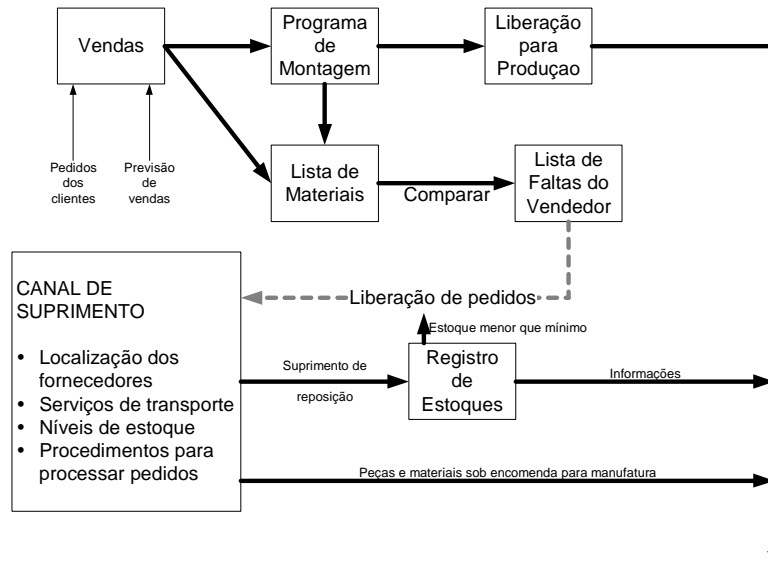 Vendas
Programa
de
Montagem
Liberação
para
Produçao
Pedidos
dos
clientes
Previsão
de
vendas
Lista de
Materiais
Comparar
Lista de
Faltas do
Vendedor
CANAL DE
SUPRIMENTO
• Localização dos
fornecedores
• Serviços de transporte
• Níveis de estoque
• Procedimentos para
processar pedidos
Liberação de pedidos
Estoque menor que mínimo
Suprimento de
reposição
Registro
de
Estoques
Informações
Peças e materiais sob encomenda para manufatura